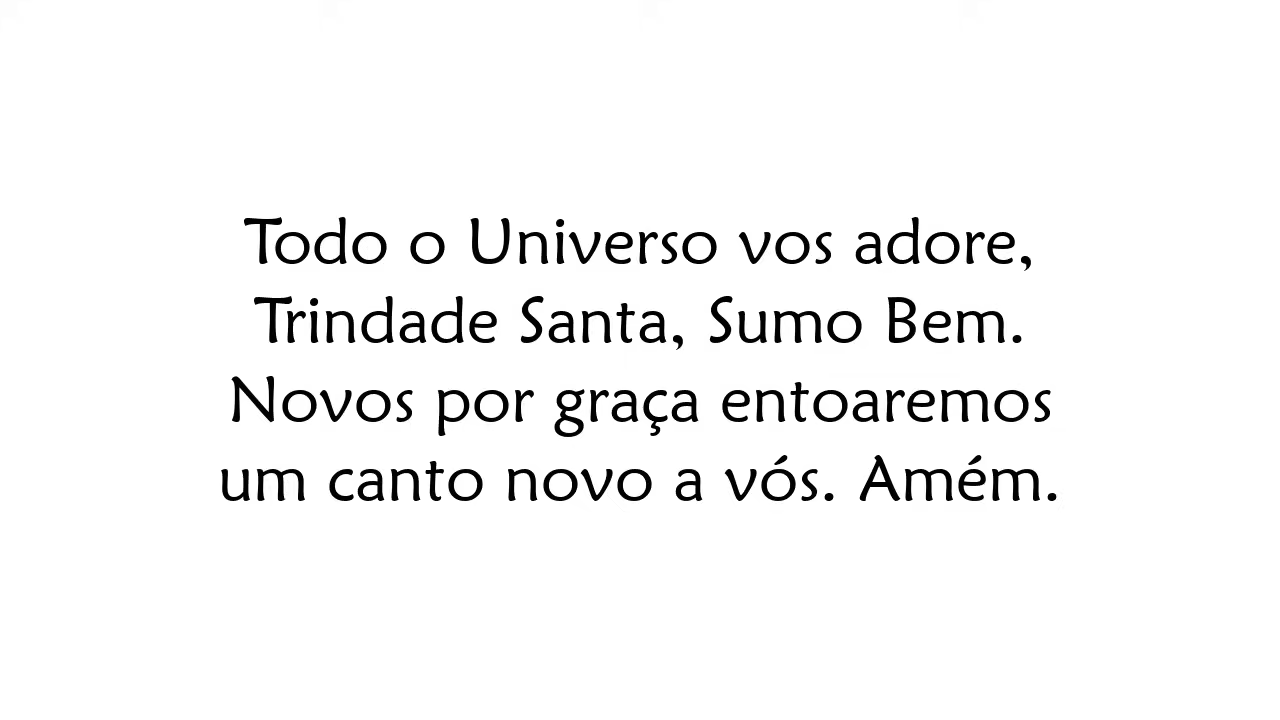 Todo o Universo vos adore,
Trindade Santa, Sumo Bem.
Novos por graça entoaremos
um canto novo a vós. Amém.